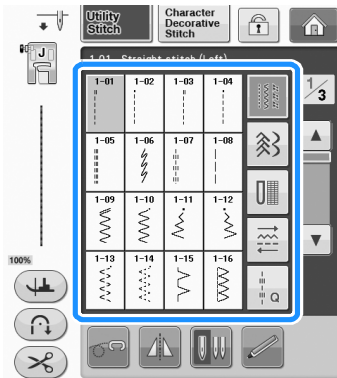 Utility
Stitch
Character
Decorative
Stitch
J
1-01 Straight stitch (Left)
1/3
1-01 1-02 1-03 1-04
1-05 1-06 1-07 1-08
1-09 1-10 1-11 1-12
1-13 1-14 1-15 1-16
100%
Q